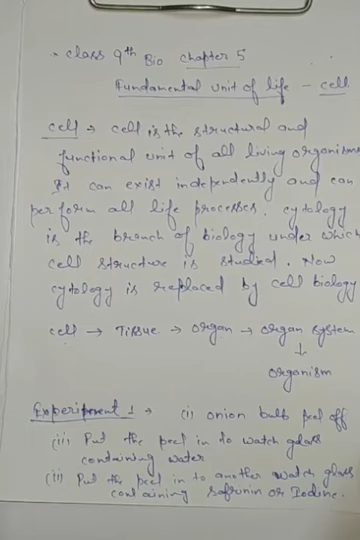 • class 9th Bio chapter 5
Fundamental unit of life - cell
cell → cell is the structural and
functional unit of all living organisms
It can exist independently and can
perform all life processes. cytology
is the branch of biology under which
cell structure is studied. Now
cytology is replaced by cell biology
cell → Tissue → organ → organ system
↓
organism
Experiment 1 → (i) onion bulb peel off
(iii) Put the peel in to watch glass
containing water
(ii) Put the peel in to another watch glass
containing safrunin or Iodine.